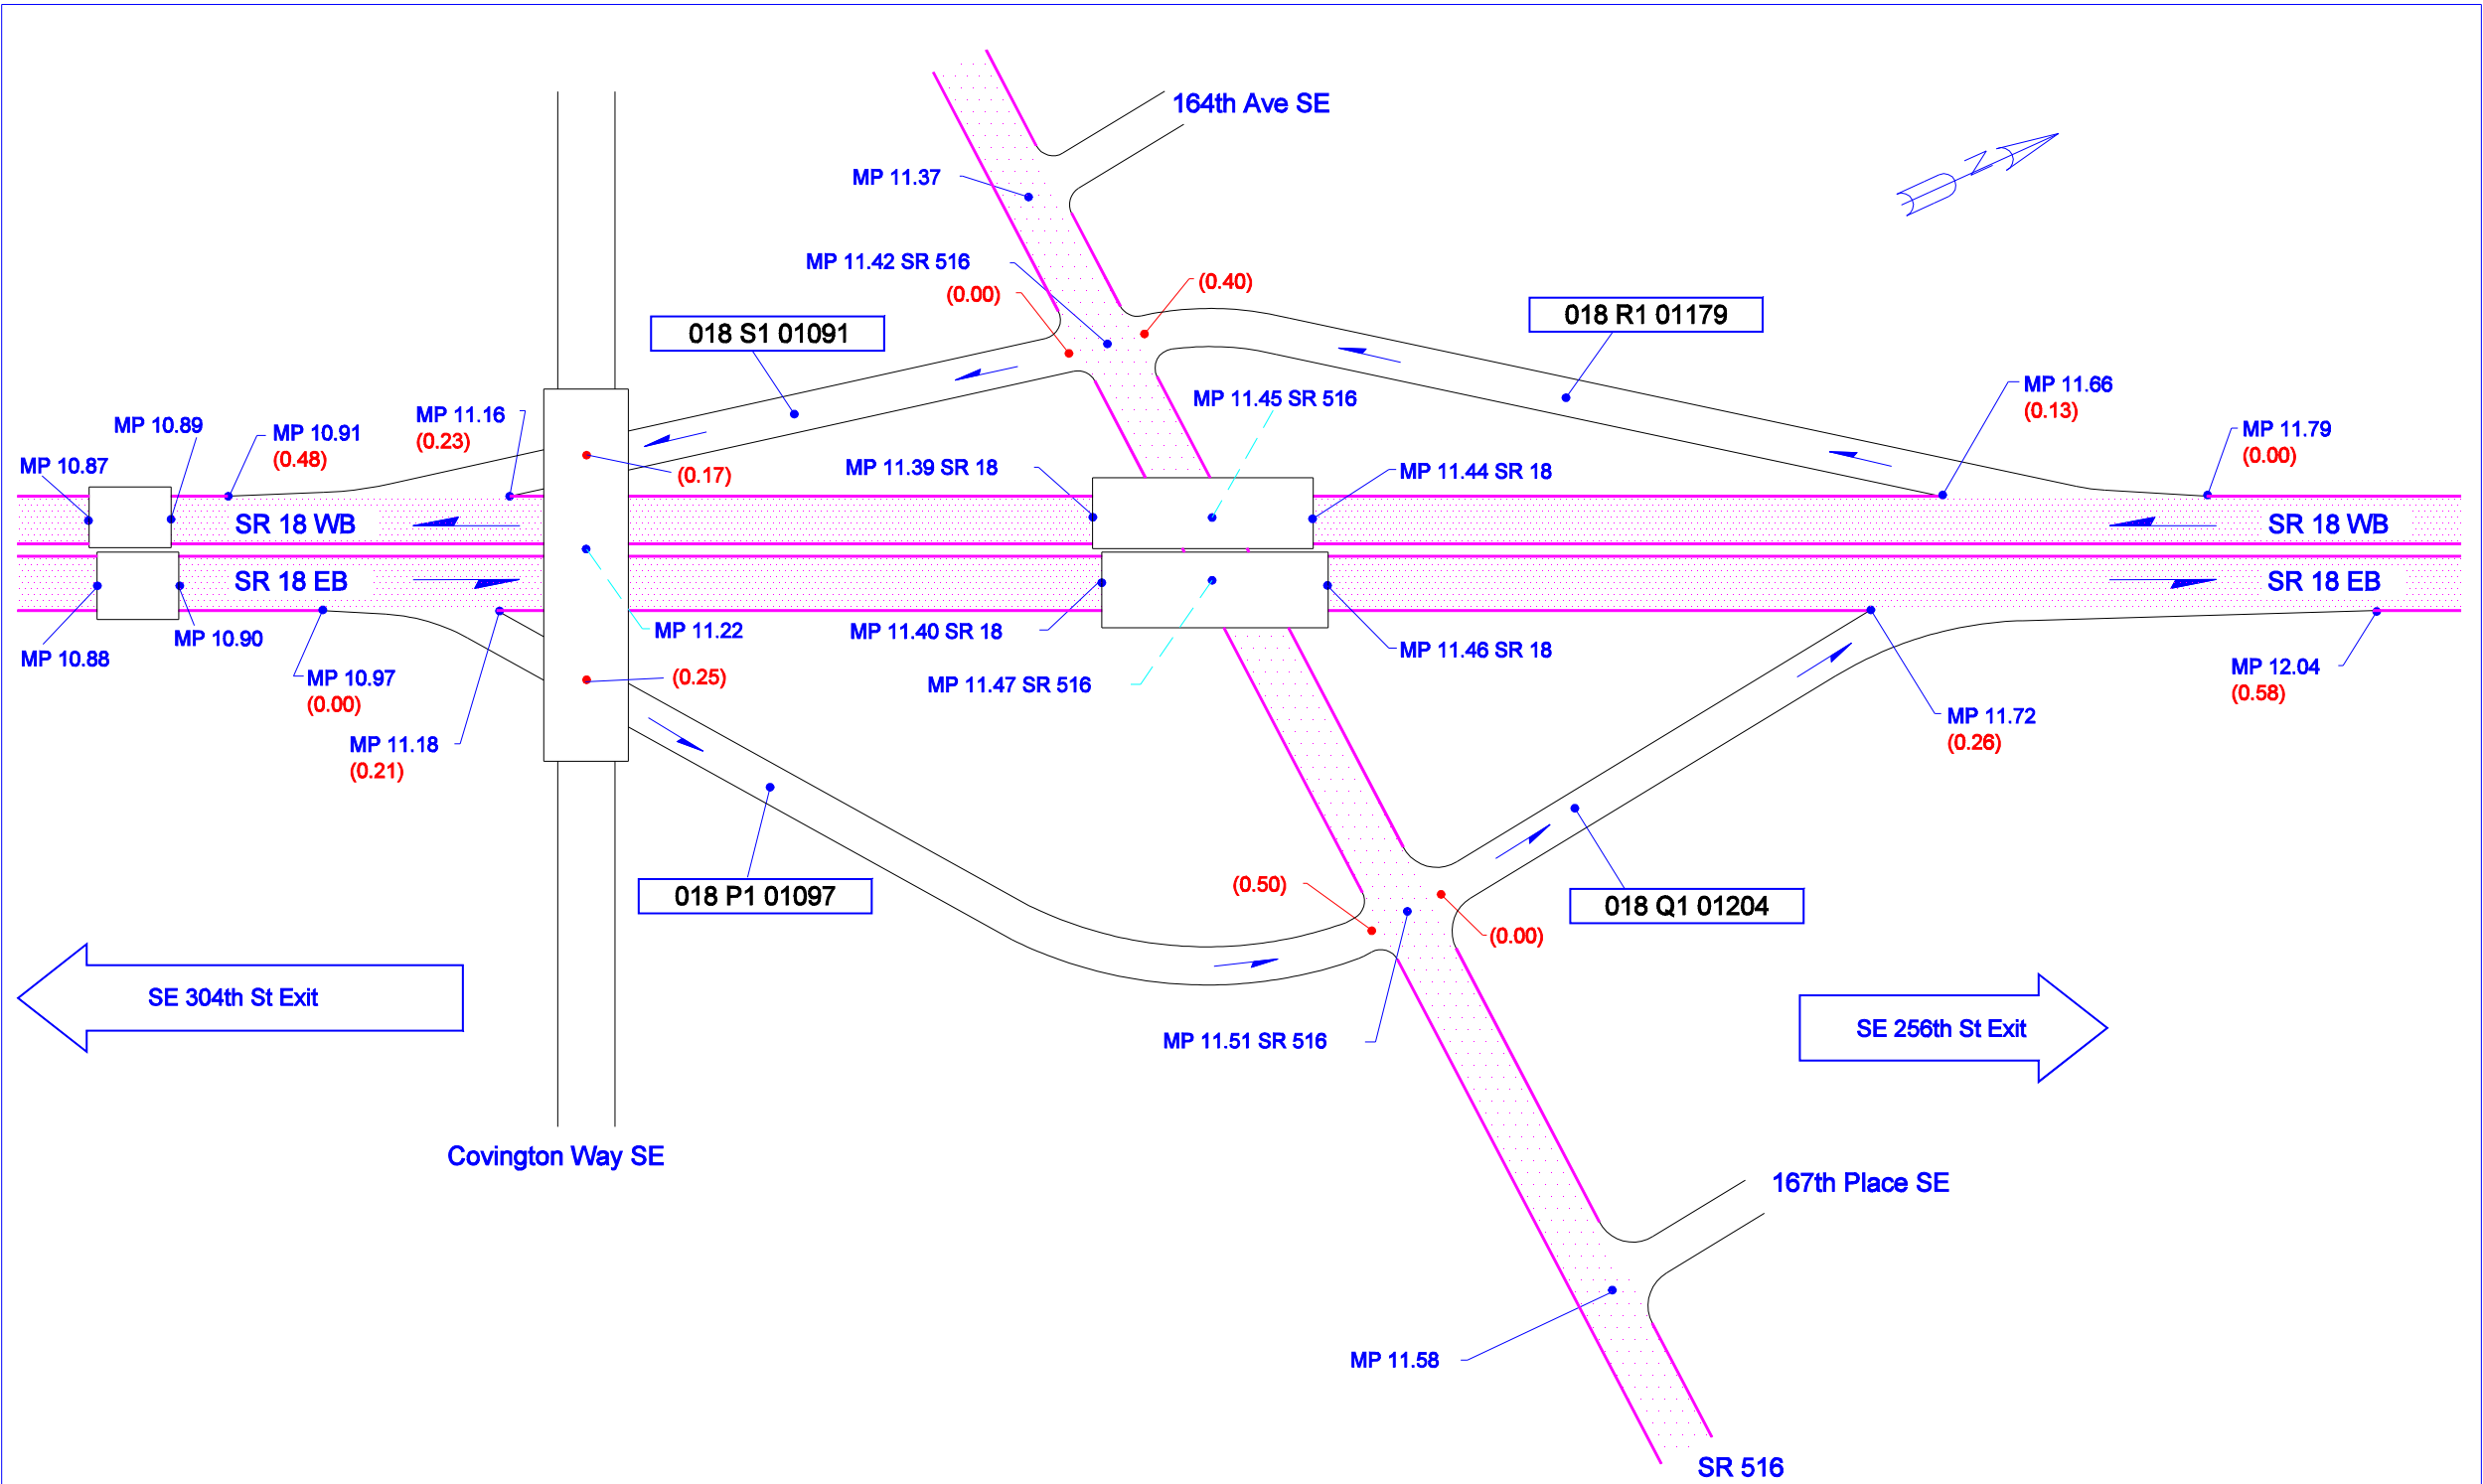 164th Ave SE
N
MP 11.37
MP 11.42 SR 516
(0.00)
(0.40)
018 S1 01091
018 R1 01179
MP 11.45 SR 516
MP 11.66
(0.13)
MP 10.89
MP 10.91
(0.48)
MP 11.16
(0.23)
MP 11.79
(0.00)
MP 10.87
(0.17)
MP 11.39 SR 18
MP 11.44 SR 18
SR 18 WB
SR 18 WB
SR 18 EB
SR 18 EB
MP 10.88
MP 10.90
MP 11.22
MP 11.40 SR 18
MP 11.46 SR 18
MP 10.97
(0.00)
(0.25)
MP 11.47 SR 516
MP 12.04
(0.58)
MP 11.18
(0.21)
MP 11.72
(0.26)
018 P1 01097
(0.50)
018 Q1 01204
(0.00)
SE 304th St Exit
MP 11.51 SR 516
SE 256th St Exit
Covington Way SE
167th Place SE
MP 11.58
SR 516